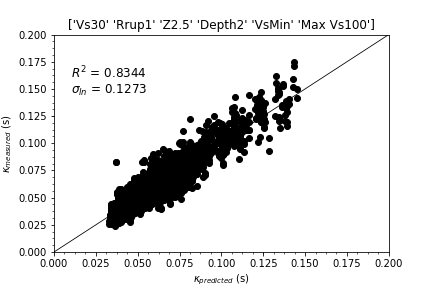 ['Vs30' 'Rrup1' 'Z2.5' 'Depth2' 'VsMin' 'Max Vs100']
0.200
0.175
0.150
0.125
0.100
0.075
0.050
0.025
0.000
κmeasured (s)
R² = 0.8344
σln = 0.1273
0.000 0.025 0.050 0.075 0.100 0.125 0.150 0.175 0.200
κpredicted (s)